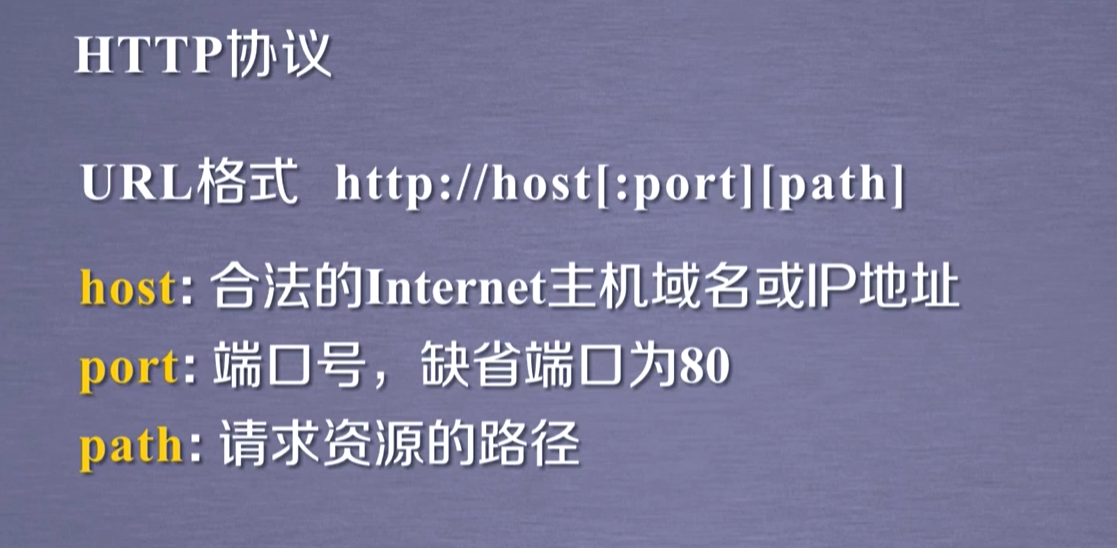 HTTP协议
URL格式 http://host[:port][path]
host: 合法的Internet主机域名或IP地址
port: 端口号，缺省端口为80
path: 请求资源的路径